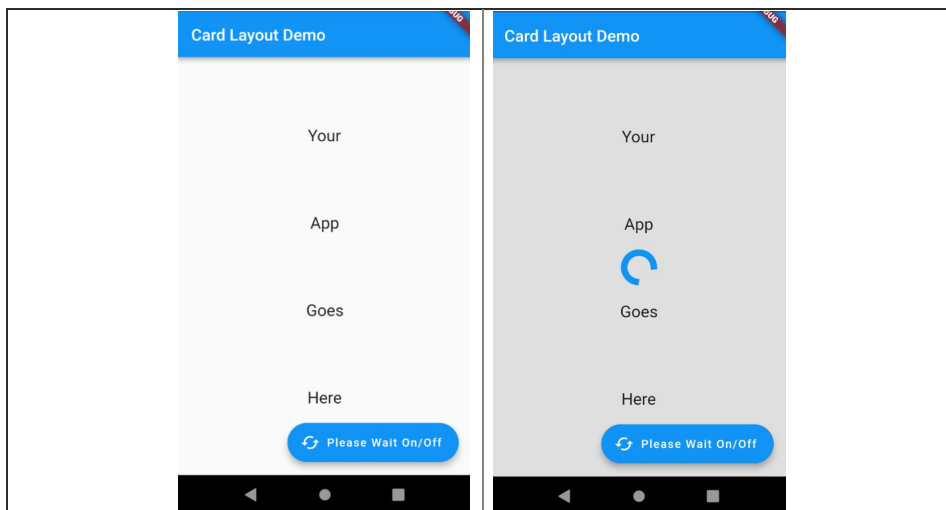 Card Layout Demo
Your
App
Goes
Here
Please Wait On/Off
Card Layout Demo
Your
App
Goes
Here
Please Wait On/Off